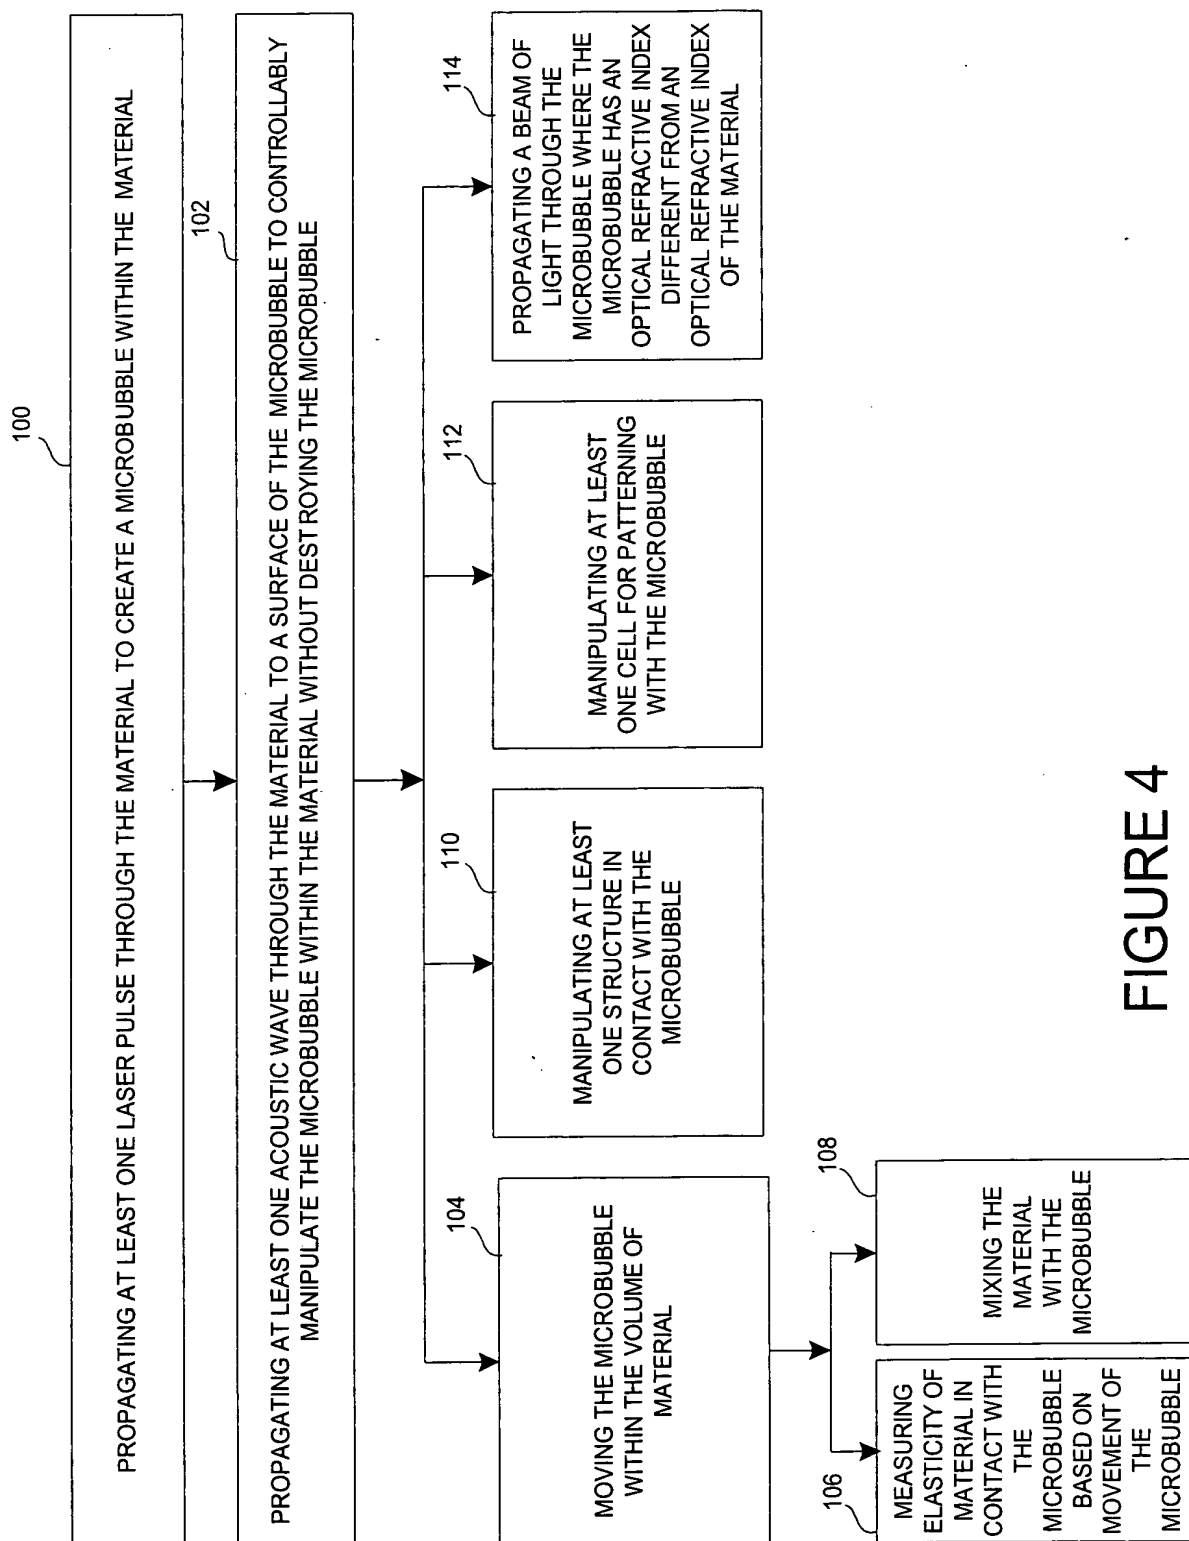 100
PROPAGATING AT LEAST ONE LASER PULSE THROUGH THE MATERIAL TO CREATE A MICROBUBBLE WITHIN THE MATERIAL
102
PROPAGATING AT LEAST ONE ACOUSTIC WAVE THROUGH THE MATERIAL TO A SURFACE OF THE MICROBUBBLE TO CONTROLLABLY
MANIPULATE THE MICROBUBBLE WITHIN THE MATERIAL WITHOUT DESTROYING THE MICROBUBBLE
104
MOVING THE MICROBUBBLE
WITHIN THE VOLUME OF
MATERIAL
110
MANIPULATING AT LEAST
ONE STRUCTURE IN
CONTACT WITH THE
MICROBUBBLE
112
MANIPULATING AT LEAST
ONE CELL FOR PATTERNING
WITH THE MICROBUBBLE
114
PROPAGATING A BEAM OF
LIGHT THROUGH THE
MICROBUBBLE WHERE THE
MICROBUBBLE HAS AN
OPTICAL REFRACTIVE INDEX
DIFFERENT FROM AN
OPTICAL REFRACTIVE INDEX
OF THE MATERIAL
106
MEASURING
ELASTICITY OF
MATERIAL IN
CONTACT WITH
THE
MICROBUBBLE
BASED ON
MOVEMENT OF
THE
MICROBUBBLE
108
MIXING THE
MATERIAL
WITH THE
MICROBUBBLE
FIGURE 4